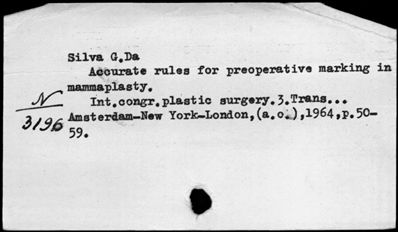 Silva G.Da
Accurate rules for preoperative marking in
mammaplasty.
Int.congr.plastic surgery.3.Trans...
Amsterdam-New York-London,(a.o.),1964,p.50-
59.
N
3196